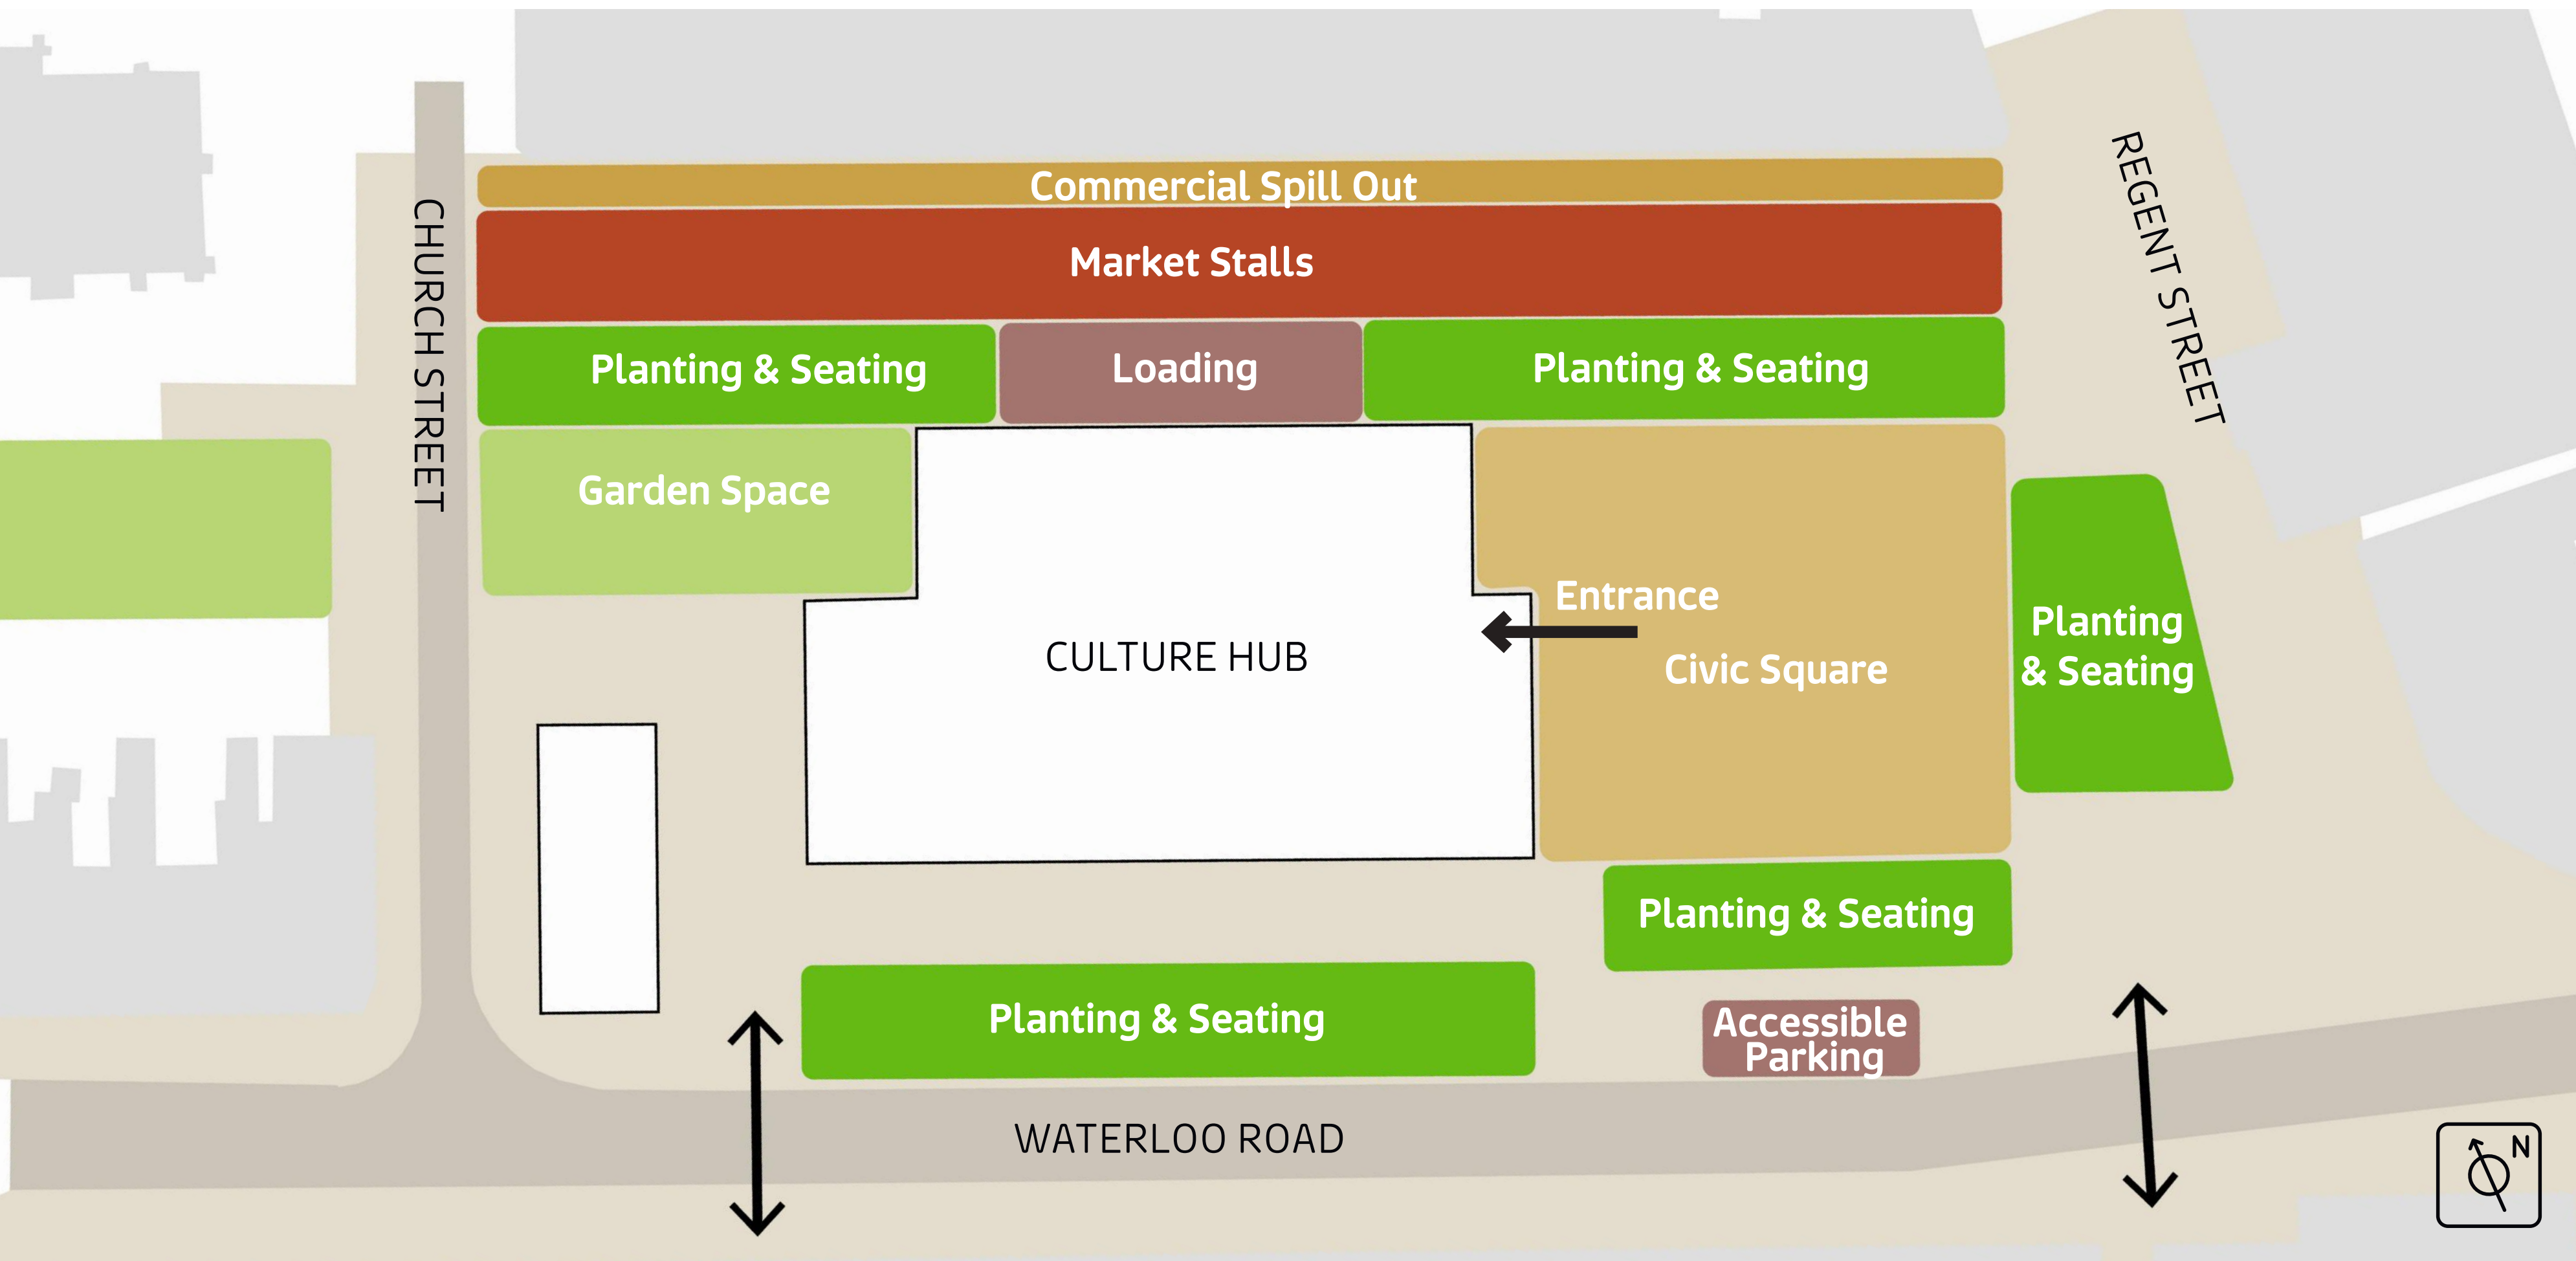 Commercial Spill Out
Market Stalls
CHURCH STREET
REGENT STREET
Planting & Seating
Loading
Planting & Seating
Garden Space
Entrance
CULTURE HUB
Civic Square
Planting
& Seating
Planting & Seating
Planting & Seating
Accessible
Parking
WATERLOO ROAD
N